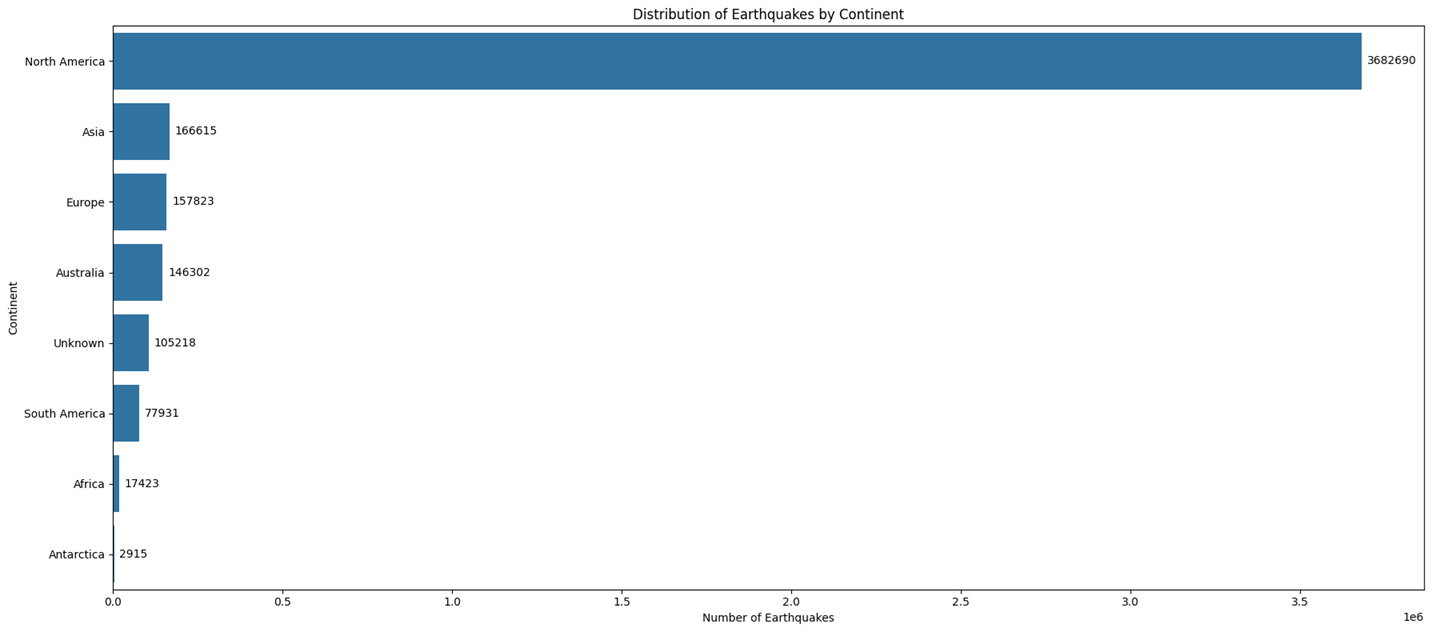 Distribution of Earthquakes by Continent
Continent
North America 3682690
Asia 166615
Europe 157823
Australia 146302
Unknown 105218
South America 77931
Africa 17423
Antarctica 2915
0.0 0.5 1.0 1.5 2.0 2.5 3.0 3.5
1e6
Number of Earthquakes